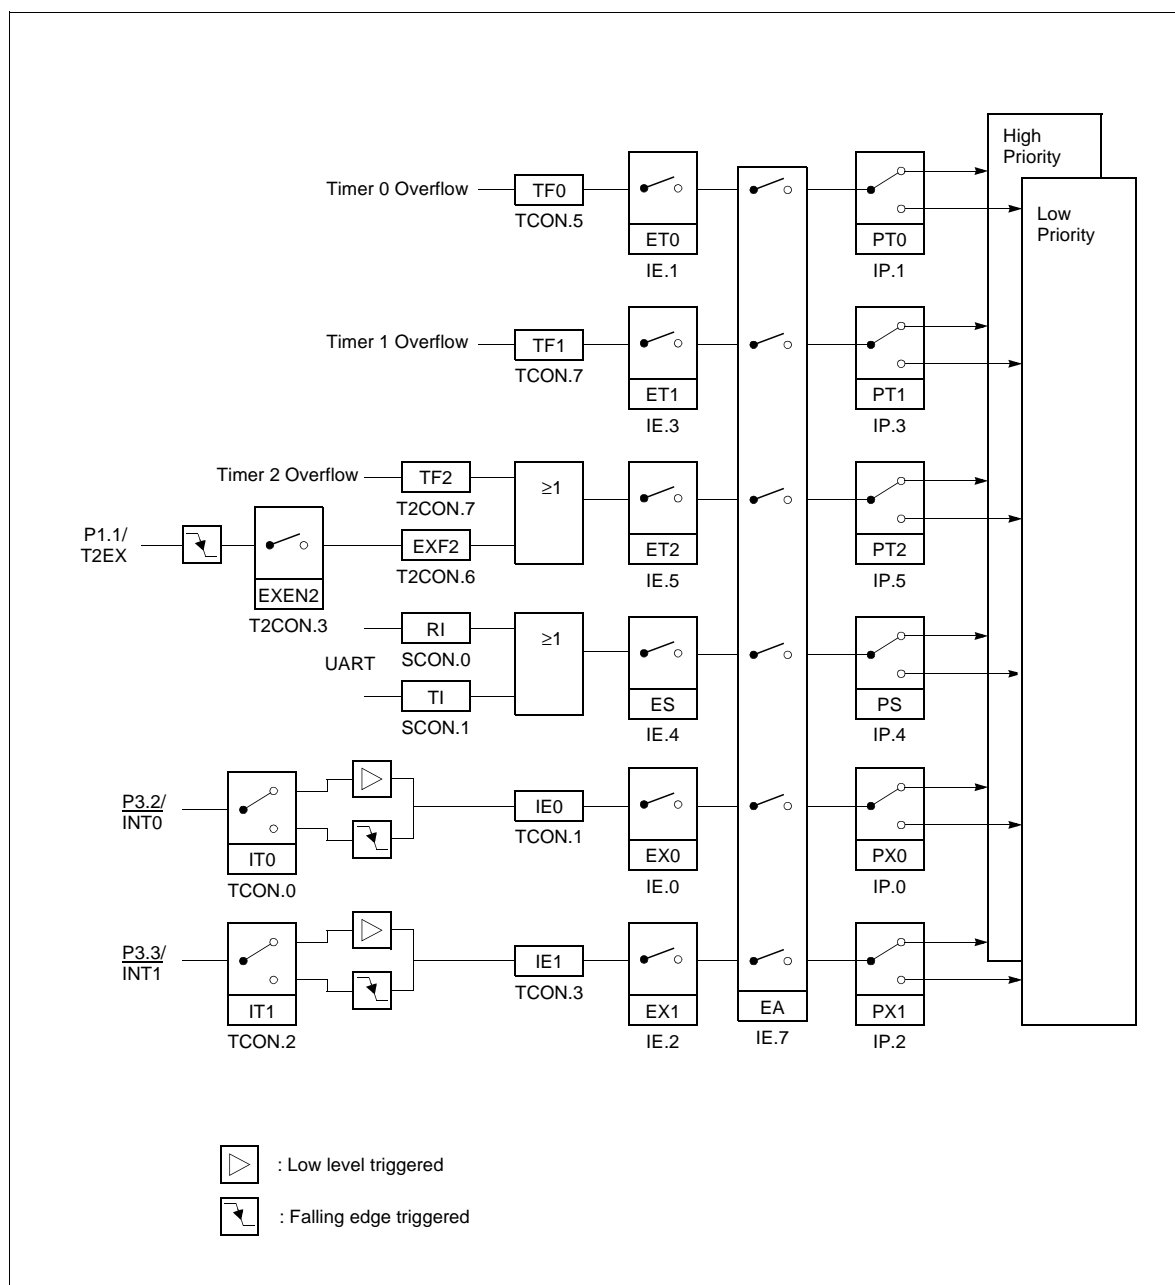 High
Priority
Low
Priority
Timer 0 Overflow
TF0
TCON.5
ET0
IE.1
PT0
IP.1
Timer 1 Overflow
TF1
TCON.7
ET1
IE.3
PT1
IP.3
Timer 2 Overflow
TF2
T2CON.7
≥1
P1.1/
T2EX
EXEN2
T2CON.3
EXF2
T2CON.6
ET2
IE.5
PT2
IP.5
UART
RI
SCON.0
TI
SCON.1
≥1
ES
IE.4
PS
IP.4
P3.2/
INT0
IT0
TCON.0
IE0
TCON.1
EX0
IE.0
PX0
IP.0
P3.3/
INT1
IT1
TCON.2
IE1
TCON.3
EX1
IE.2
EA
IE.7
PX1
IP.2
: Low level triggered
: Falling edge triggered